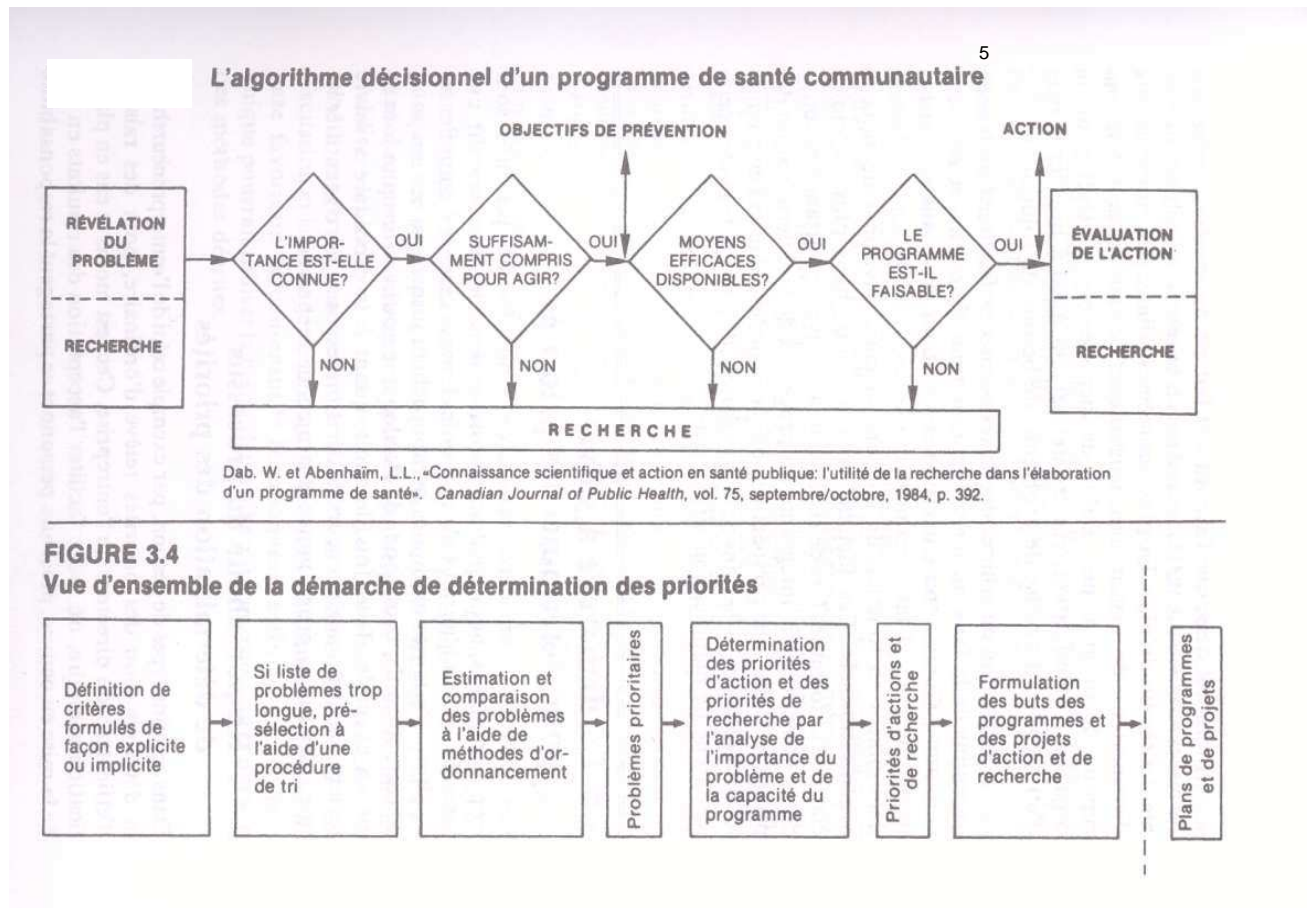 5
L'algorithme décisionnel d'un programme de santé communautaire
OBJECTIFS DE PRÉVENTION
ACTION
RÉVÉLATION
DU
PROBLÈME
RECHERCHE
L'IMPOR-
TANCE EST-ELLE
CONNUE?
OUI
NON
SUFFISAM-
MENT COMPRIS
POUR AGIR?
OUI
NON
MOYENS
EFFICACES
DISPONIBLES?
OUI
NON
LE
PROGRAMME
EST-IL
FAISABLE?
OUI
NON
ÉVALUATION
DE L'ACTION
RECHERCHE
RECHERCHE
Dab. W. et Abenhaïm, L.L., «Connaissance scientifique et action en santé publique: l'utilité de la recherche dans l'élaboration
d'un programme de santé». Canadian Journal of Public Health, vol. 75, septembre/octobre, 1984, p. 392.
FIGURE 3.4
Vue d'ensemble de la démarche de détermination des priorités
Définition de
critères
formulés de
façon explicite
ou implicite
Si liste de
problèmes trop
longue, pré-
sélection à
l'aide d'une
procédure
de tri
Estimation et
comparaison
des problèmes
à l'aide de
méthodes d'or-
donnancement
Problèmes prioritaires
Détermination
des priorités
d'action et des
priorités de
recherche par
l'analyse de
l'importance du
problème et de
la capacité du
programme
Priorités d'actions et
de recherche
Formulation
des buts des
programmes et
des projets
d'action et de
recherche
Plans de programmes
et de projets